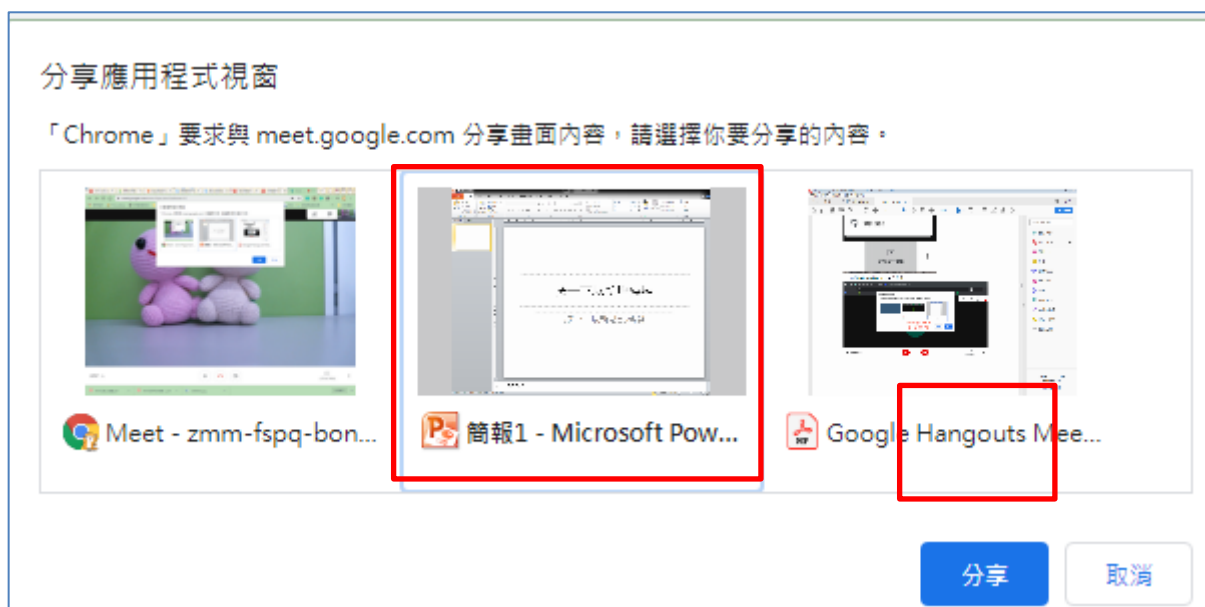 分享應用程式視窗
「Chrome」要求與 meet.google.com 分享畫面內容，請選擇你要分享的內容。
Meet - zmm-fspq-bon...
簡報1 - Microsoft Pow...
Google Hangouts Mee...
分享
取消